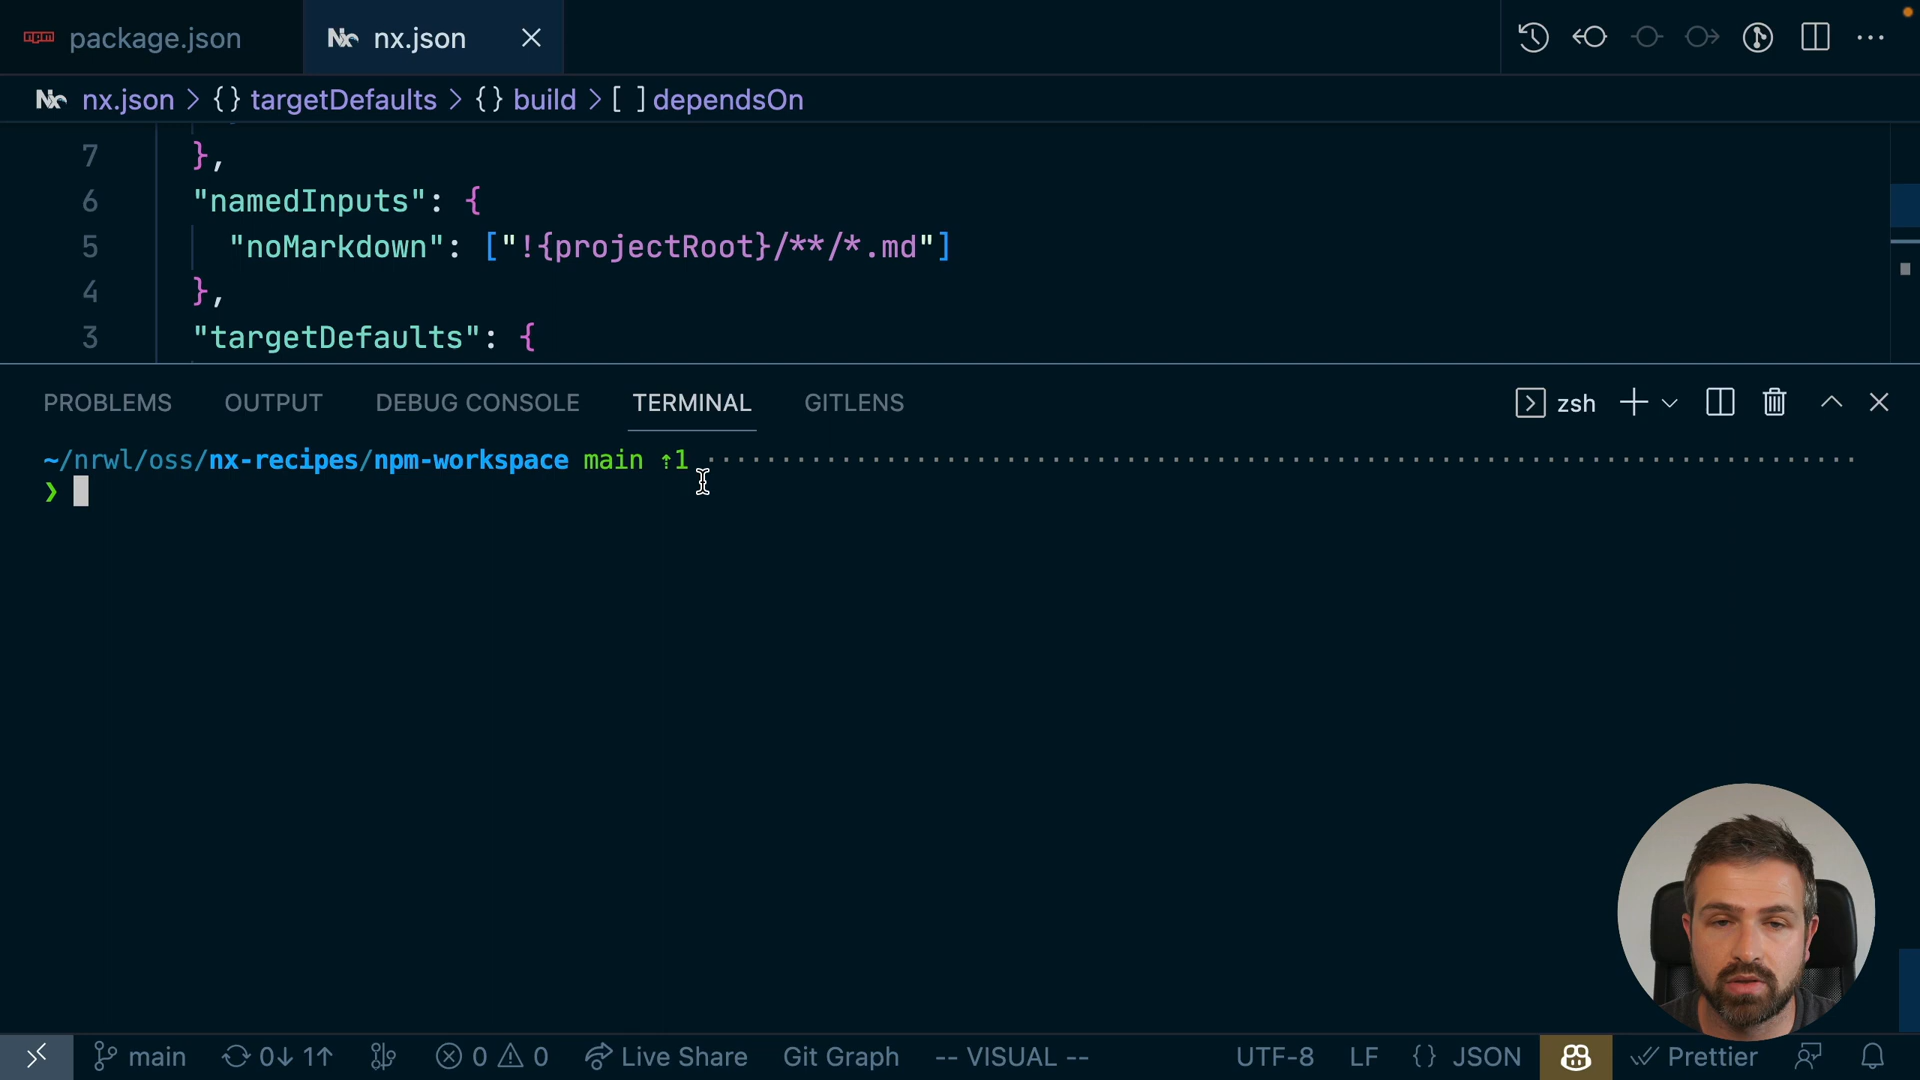 package.json
nx.json
nx.json > {} targetDefaults > {} build > [ ] dependsOn
7 },
6 "namedInputs": {
5 "noMarkdown": ["!{projectRoot}/**/*.md"]
4 },
3 "targetDefaults": {
PROBLEMS OUTPUT DEBUG CONSOLE TERMINAL GITLENS zsh
~/nrwl/oss/nx-recipes/npm-workspace main ⇡1
❯
main 0↓ 1↑ 0 0 Live Share Git Graph -- VISUAL -- UTF-8 LF {} JSON Prettier